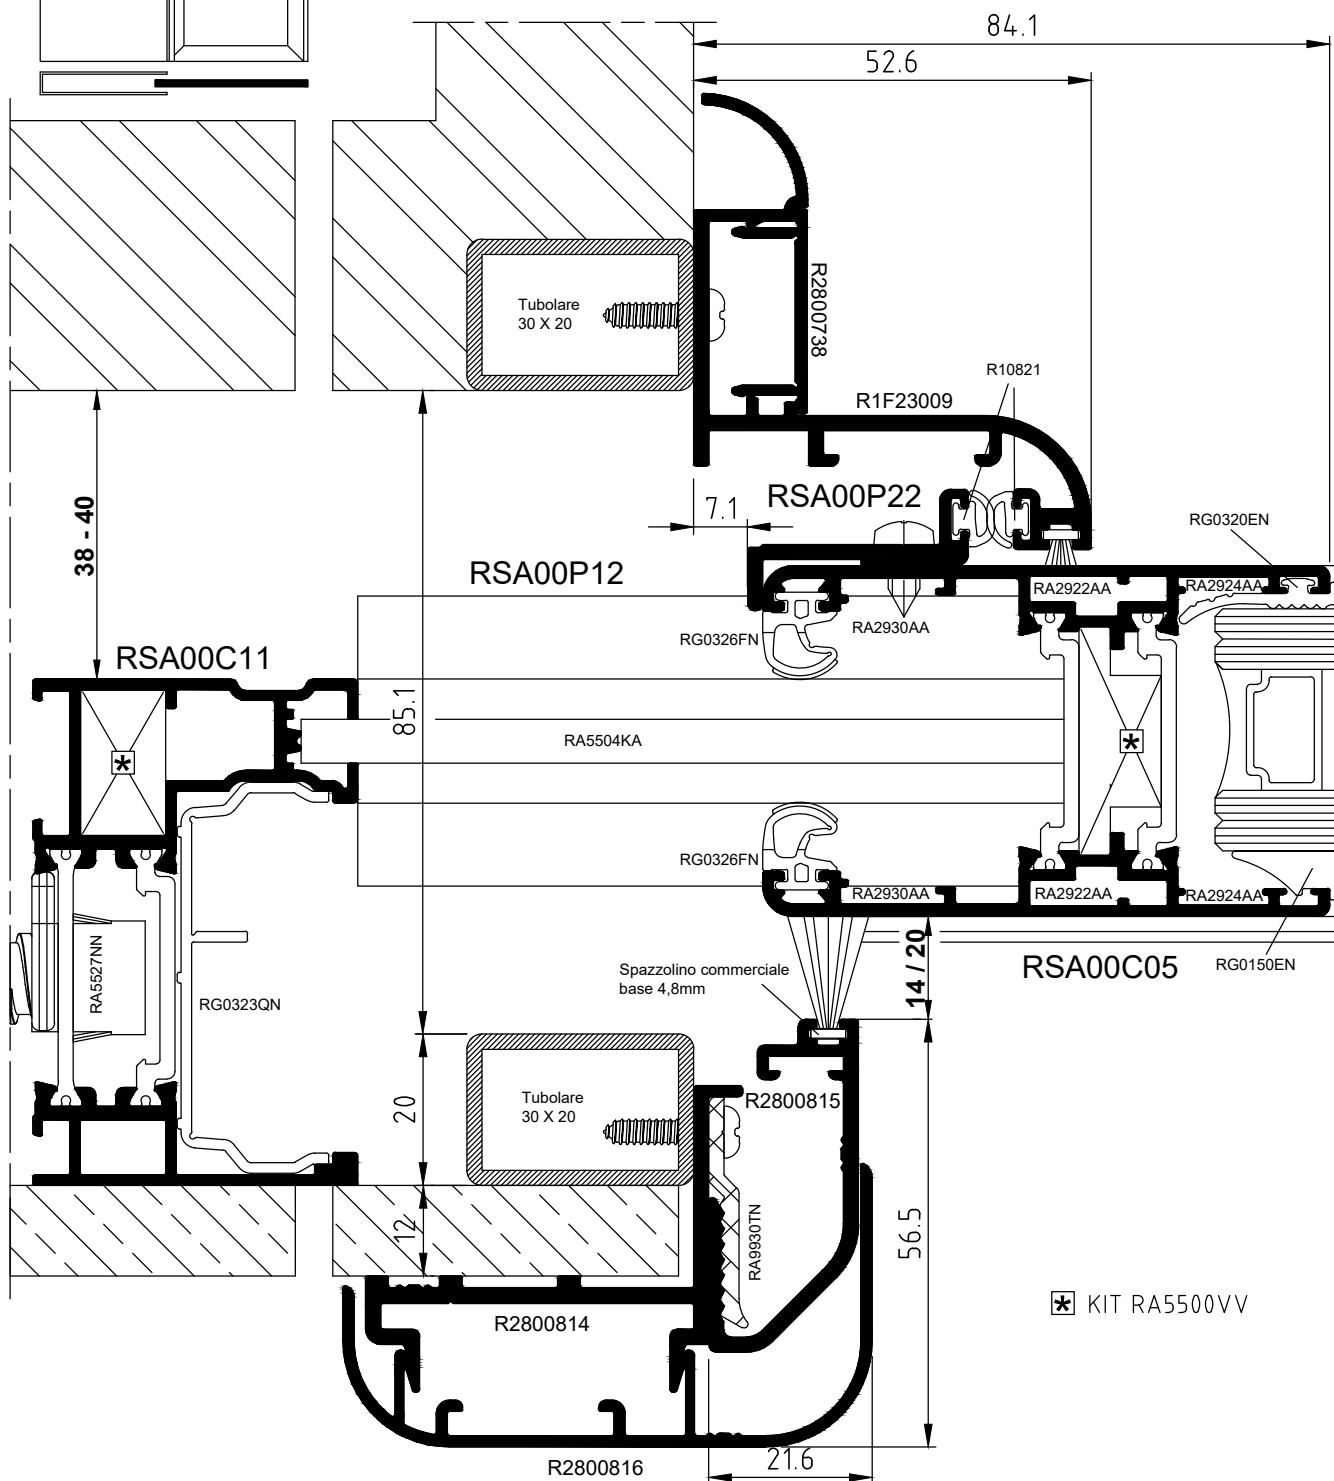 84.1
52.6
Tubolare
30 X 20
R2800738
R10821
R1F23009
38 - 40
7.1
RSA00P22
RG0320EN
RSA00P12
RA2922AA
RA2924AA
RA2930AA
RG0326FN
RSA00C11
85.1
RA5504KA
*
*
RG0326FN
RA2930AA
RA2922AA
RA2924AA
RSA00C05
RG0150EN
14 / 20
Spazzolino commerciale
base 4,8mm
RA5527NN
RG0323QN
Tubolare
30 X 20
20
R2800815
12
RA9930TN
56.5
* KIT RA5500VV
R2800814
21.6
R2800816